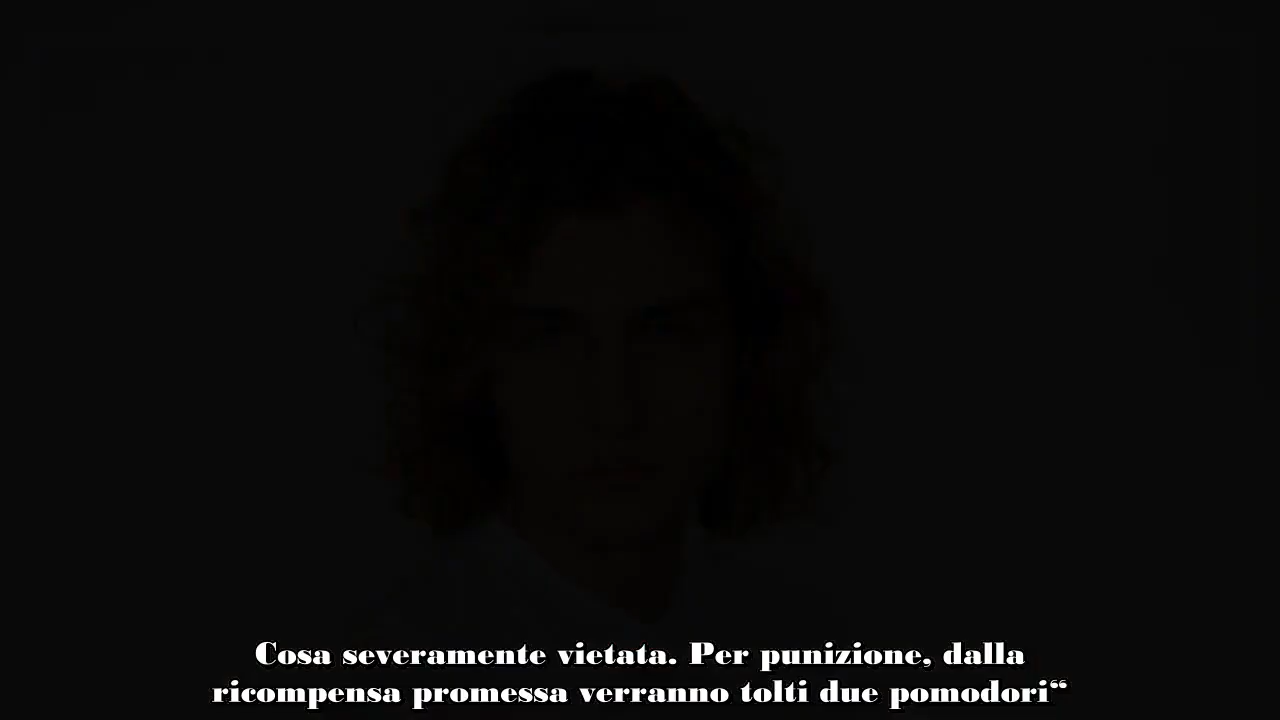 Cosa severamente vietata. Per punizione, dalla
ricompensa promessa verranno tolti due pomodori“